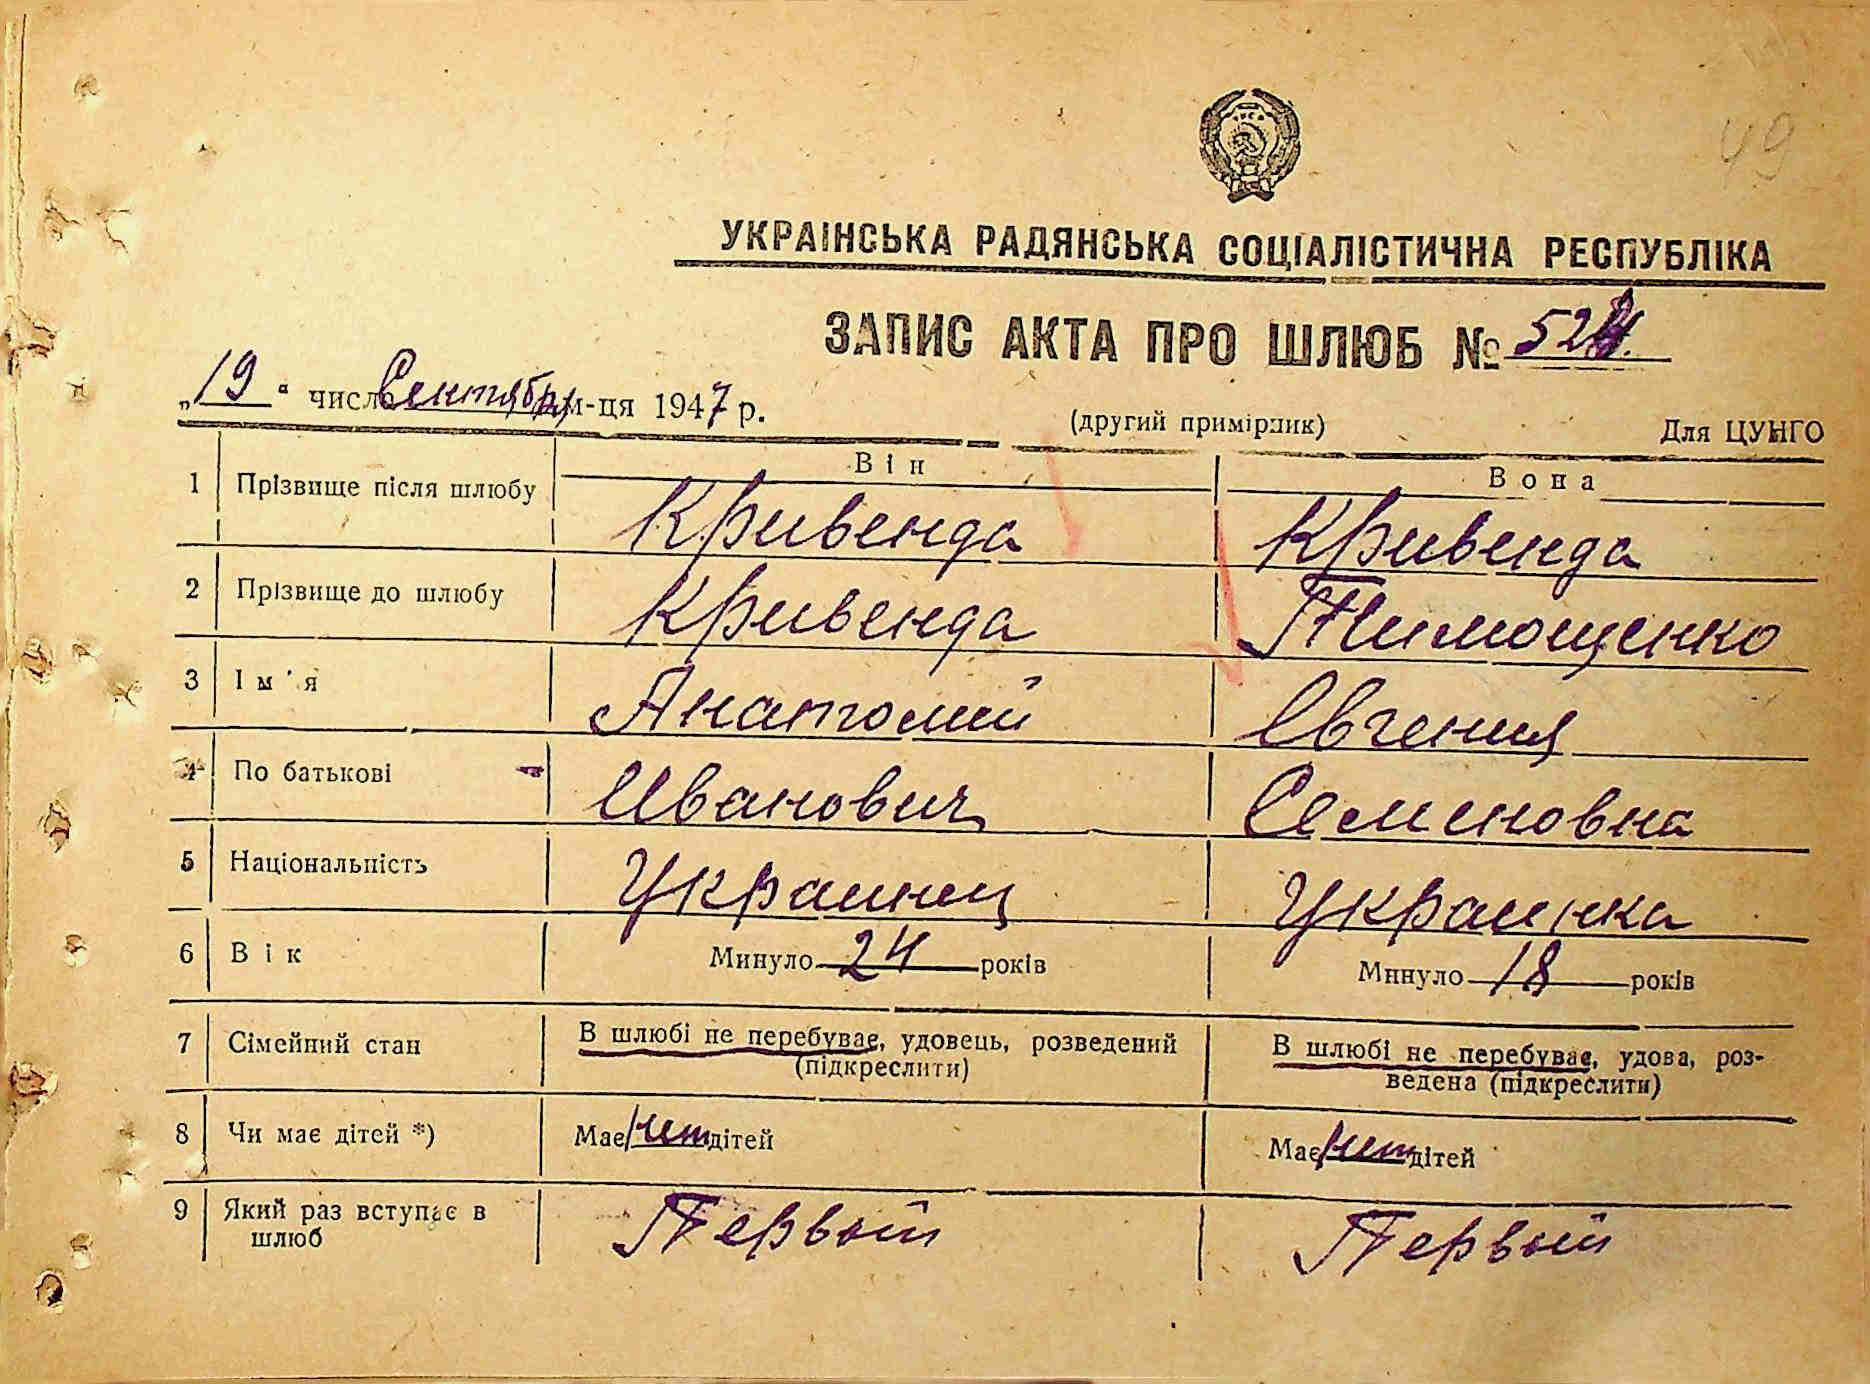 49
УКРАЇНСЬКА РАДЯНСЬКА СОЦІАЛІСТИЧНА РЕСПУБЛІКА
ЗАПИС АКТА ПРО ШЛЮБ №
„19“ число Сентября м-ця 1947 р.
(другий примірник) Для ЦУНГО
Він Вона
1 Прізвище після шлюбу Кривенда Кривенда
2 Прізвище до шлюбу Кривенда Тимощенко
3 Ім'я Анатолий Евгения
4 По батькові Иванович Семеновна
5 Національність Украинец Украинка
6 Вік Минуло 24 років Минуло 18 років
7 Сімейний стан В шлюбі не перебуває, удовець, розведений В шлюбі не перебуває, удова, роз-
(підкреслити) ведена (підкреслити)
8 Чи має дітей *) Має нет дітей Має нет дітей
9 Який раз вступає в Первый Первый
шлюб